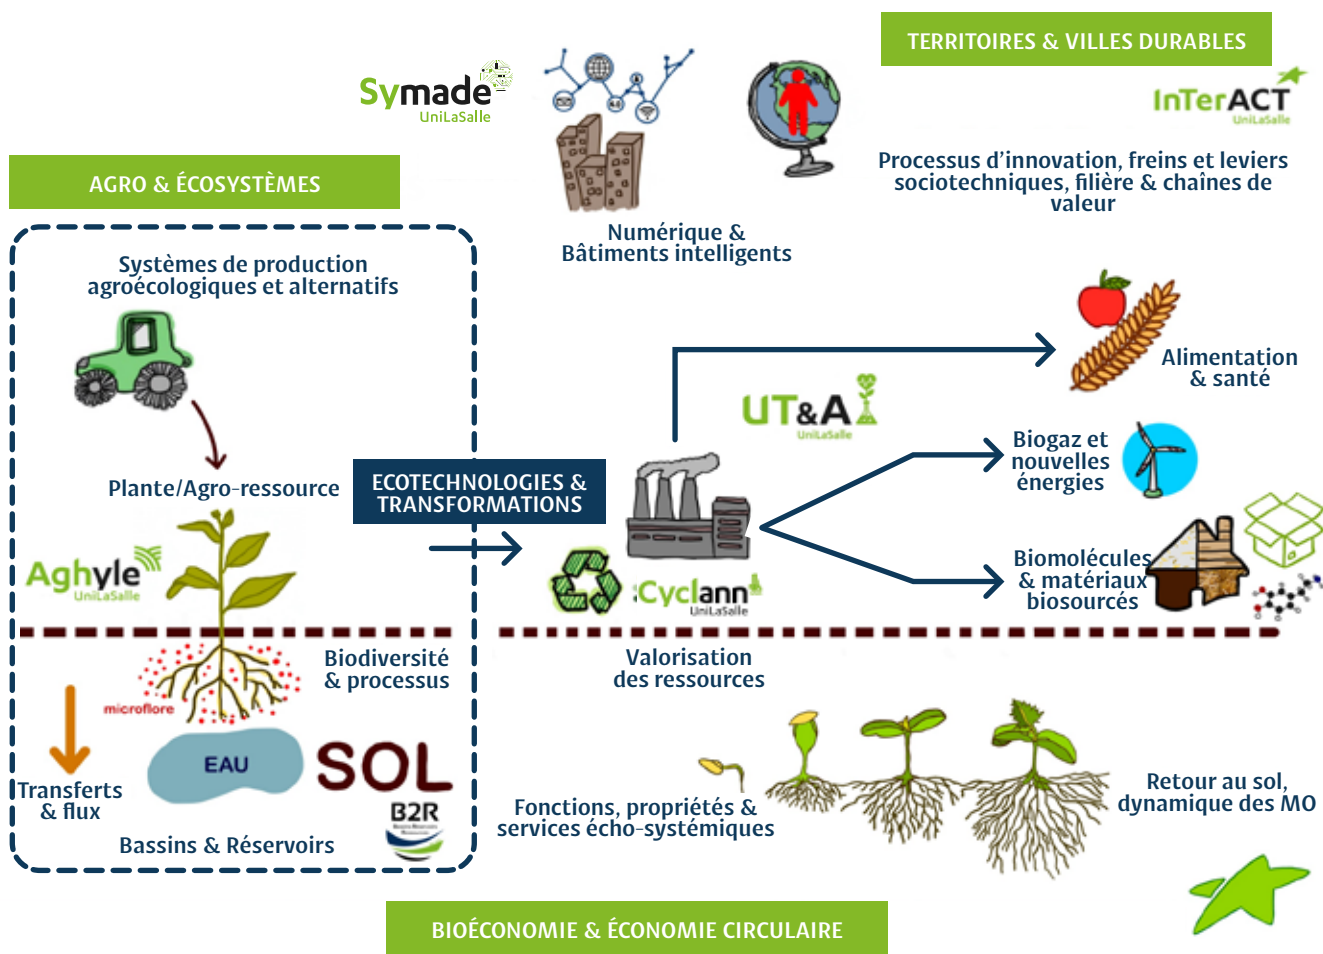 TERRITOIRES & VILLES DURABLES
Symade
UniLaSalle
InTerACT
UniLaSalle
Processus d’innovation, freins et leviers
sociotechniques, filière & chaînes de
valeur
Numérique &
Bâtiments intelligents
AGRO & ÉCOSYSTÈMES
Systèmes de production
agroécologiques et alternatifs
Plante/Agro-ressource
Aghyle
UniLaSalle
ECOTECHNOLOGIES &
TRANSFORMATIONS
UT&A
UniLaSalle
Cyclann
UniLaSalle
Alimentation
& santé
Biogaz et
nouvelles
énergies
Biomolécules
& matériaux
biosourcés
Biodiversité
& processus
microflore
EAU
SOL
B2R
Transferts
& flux
Bassins & Réservoirs
Valorisation
des ressources
Fonctions, propriétés &
services écho-systémiques
Retour au sol,
dynamique des MO
BIOÉCONOMIE & ÉCONOMIE CIRCULAIRE